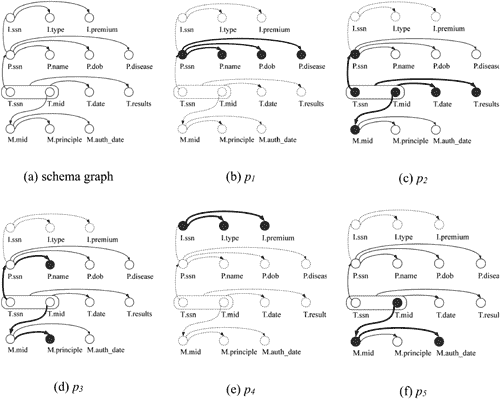 I.ssn I.type I.premium
P.ssn P.name P.dob P.disease
T.ssn T.mid T.date T.results
M.mid M.principle M.auth_date
(a) schema graph
I.ssn I.type I.premium
P.ssn P.name P.dob P.disease
T.ssn T.mid T.date T.results
M.mid M.principle M.auth_date
(b) p1
I.ssn I.type I.premium
P.ssn P.name P.dob P.disease
T.ssn T.mid T.date T.results
M.mid M.principle M.auth_date
(c) p2
I.ssn I.type I.premium
P.ssn P.name P.dob P.disease
T.ssn T.mid T.date T.results
M.mid M.principle M.auth_date
(d) p3
I.ssn I.type I.premium
P.ssn P.name P.dob P.diseas
T.ssn T.mid T.date T.results
M.mid M.principle M.auth_date
(e) p4
I.ssn I.type I.premium
P.ssn P.name P.dob P.disease
T.ssn T.mid T.date T.resul
M.mid M.principle M.auth_date
(f) p5